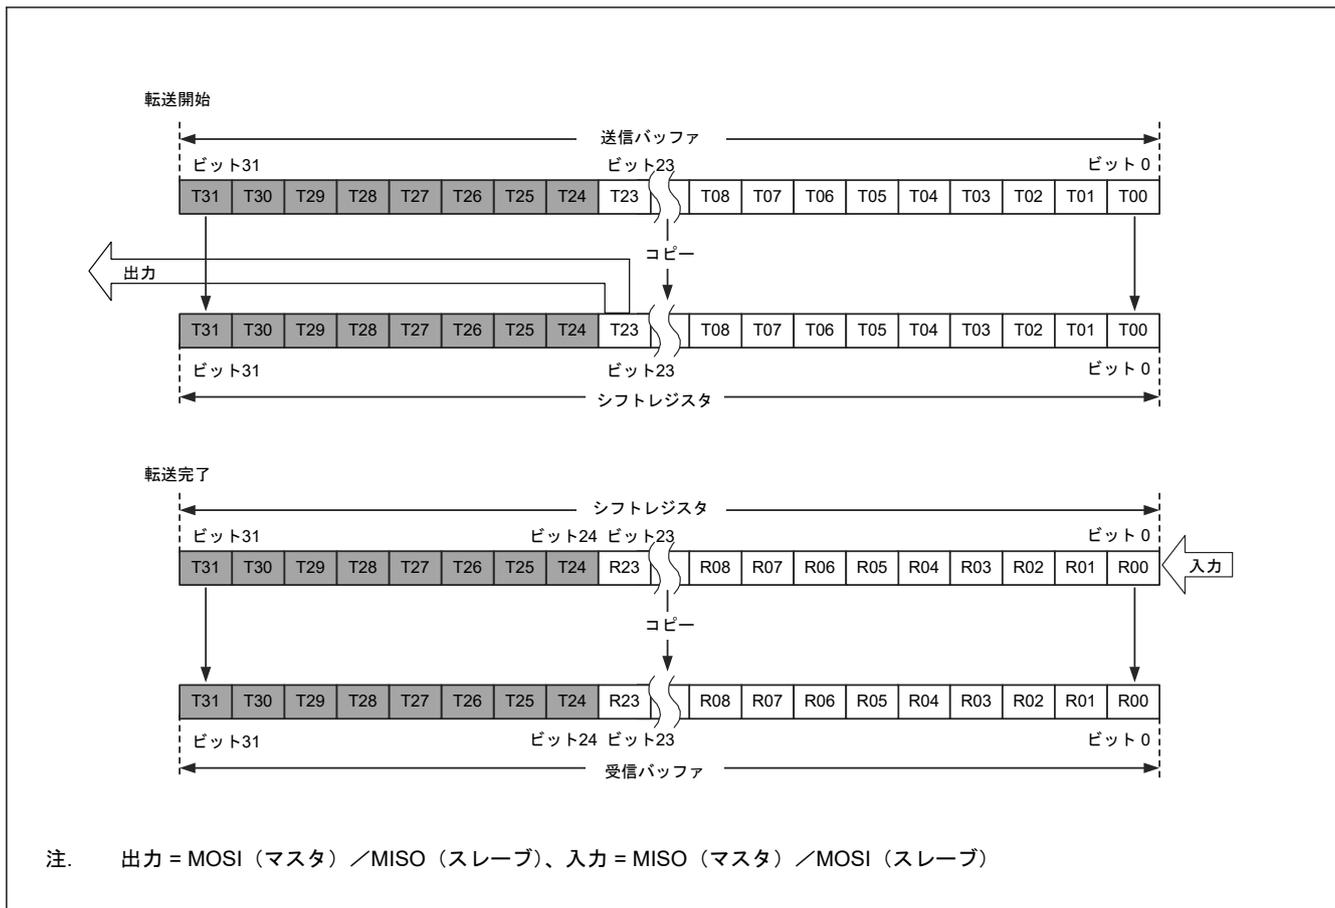 転送開始
送信バッファ
ビット31 ビット23 ビット 0
T31 T30 T29 T28 T27 T26 T25 T24 T23 T08 T07 T06 T05 T04 T03 T02 T01 T00
コピー
出力
T31 T30 T29 T28 T27 T26 T25 T24 T23 T08 T07 T06 T05 T04 T03 T02 T01 T00
ビット31 ビット23 ビット 0
シフトレジスタ
転送完了
シフトレジスタ
ビット31 ビット24 ビット23 ビット 0
T31 T30 T29 T28 T27 T26 T25 T24 R23 R08 R07 R06 R05 R04 R03 R02 R01 R00 入力
コピー
T31 T30 T29 T28 T27 T26 T25 T24 R23 R08 R07 R06 R05 R04 R03 R02 R01 R00
ビット31 ビット24 ビット23 ビット 0
受信バッファ
注. 出力 = MOSI（マスタ）／MISO（スレーブ）、入力 = MISO（マスタ）／MOSI（スレーブ）